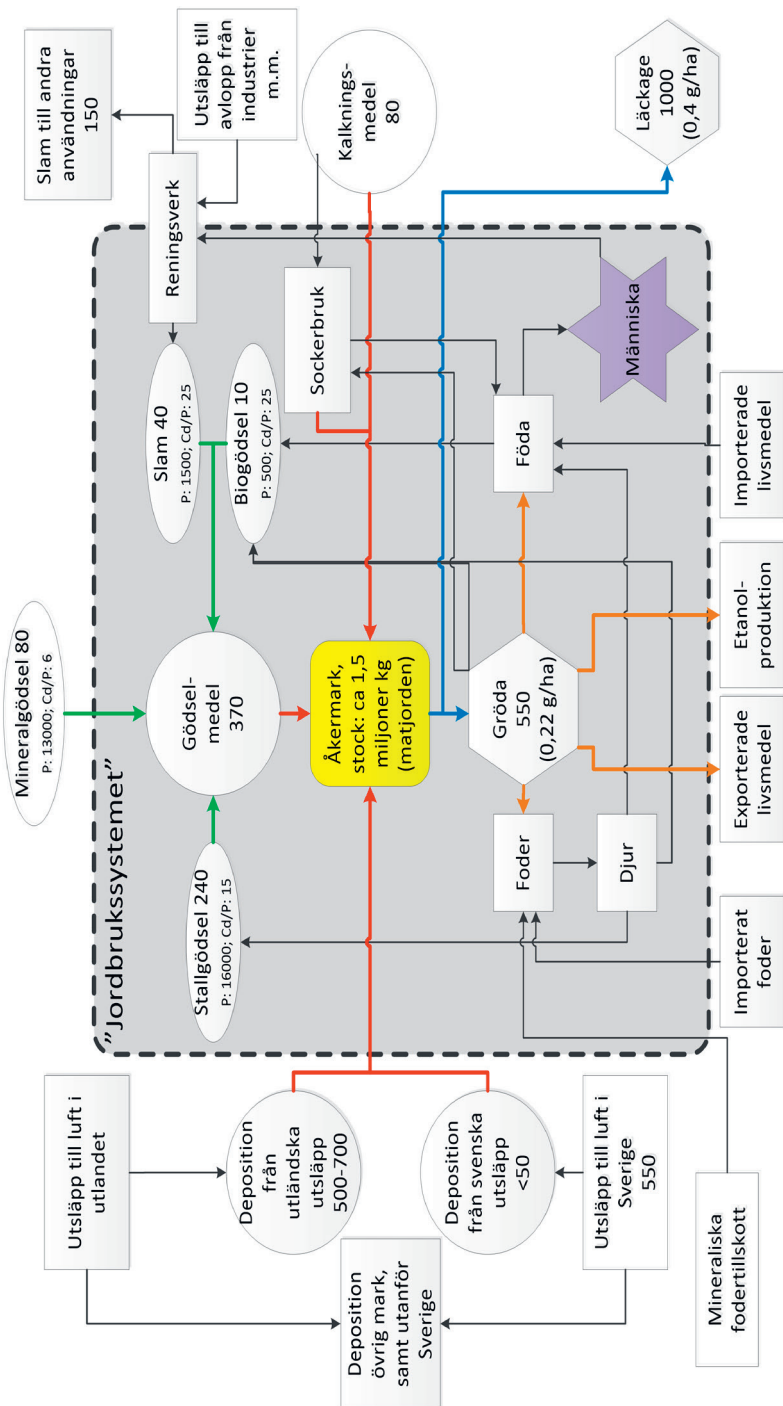 Utsläpp till luft i
utlandet
Deposition
övrig mark,
samt utanför
Sverige
Deposition
från
utländska
utsläpp
500-700
Deposition
från svenska
utsläpp
<50
Utsläpp till luft i
Sverige
550
Mineraliska
fodertillskott
”Jordbrukssystemet”
Mineralgödsel 80
P: 13000; Cd/P: 6
Stallgödsel 240
P: 16000; Cd/P: 15
Gödsel-
medel
370
Slam 40
P: 1500; Cd/P: 25
Biogödsel 10
P: 500; Cd/P: 25
Reningsverk
Slam till andra
användningar
150
Utsläpp till
avlopp från
industrier
m.m.
Kalknings-
medel
80
Sockerbruk
Åkermark,
stock: ca 1,5
miljoner kg
(matjorden)
Foder
Djur
Gröda
550
(0,22 g/ha)
Föda
Människa
Läckage
1000
(0,4 g/ha)
Importerat
foder
Exporterade
livsmedel
Etanol-
produktion
Importerade
livsmedel